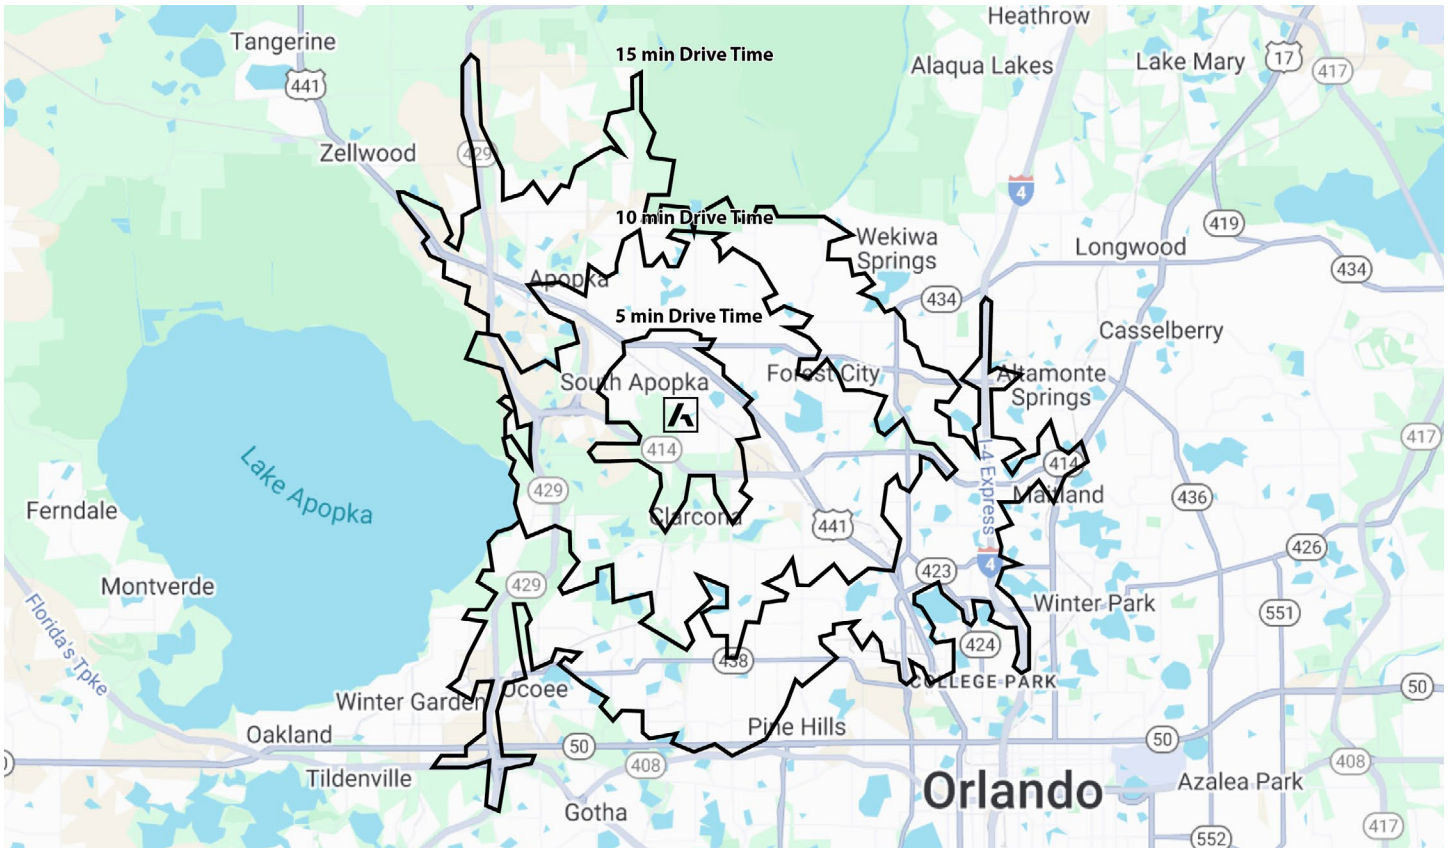 Heathrow
Tangerine
15 min Drive Time
Alaqua Lakes
Lake Mary
17
417
441
Zellwood
429
4
10 min Drive Time
419
Wekiwa
Springs
Longwood
434
Apopka
434
5 min Drive Time
Casselberry
South Apopka
Forest City
Altamonte
Springs
414
417
414
Lake Apopka
429
I-4 Express
Maitland
436
Ferndale
Clarcona
441
426
4
423
Montverde
429
Winter Park
551
Florida's Tpke
424
438
COLLEGE PARK
50
Winter Garden
Ocoee
Pine Hills
Oakland
50
50
408
408
Tildenville
Orlando
Azalea Park
Gotha
417
552